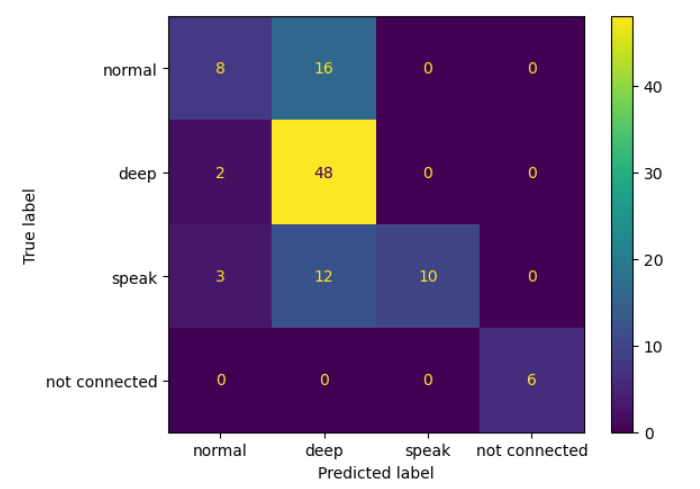 normal 8 16 0 0
deep 2 48 0 0
speak 3 12 10 0
not connected 0 0 0 6
normal deep speak not connected
Predicted label
True label
40
30
20
10
0